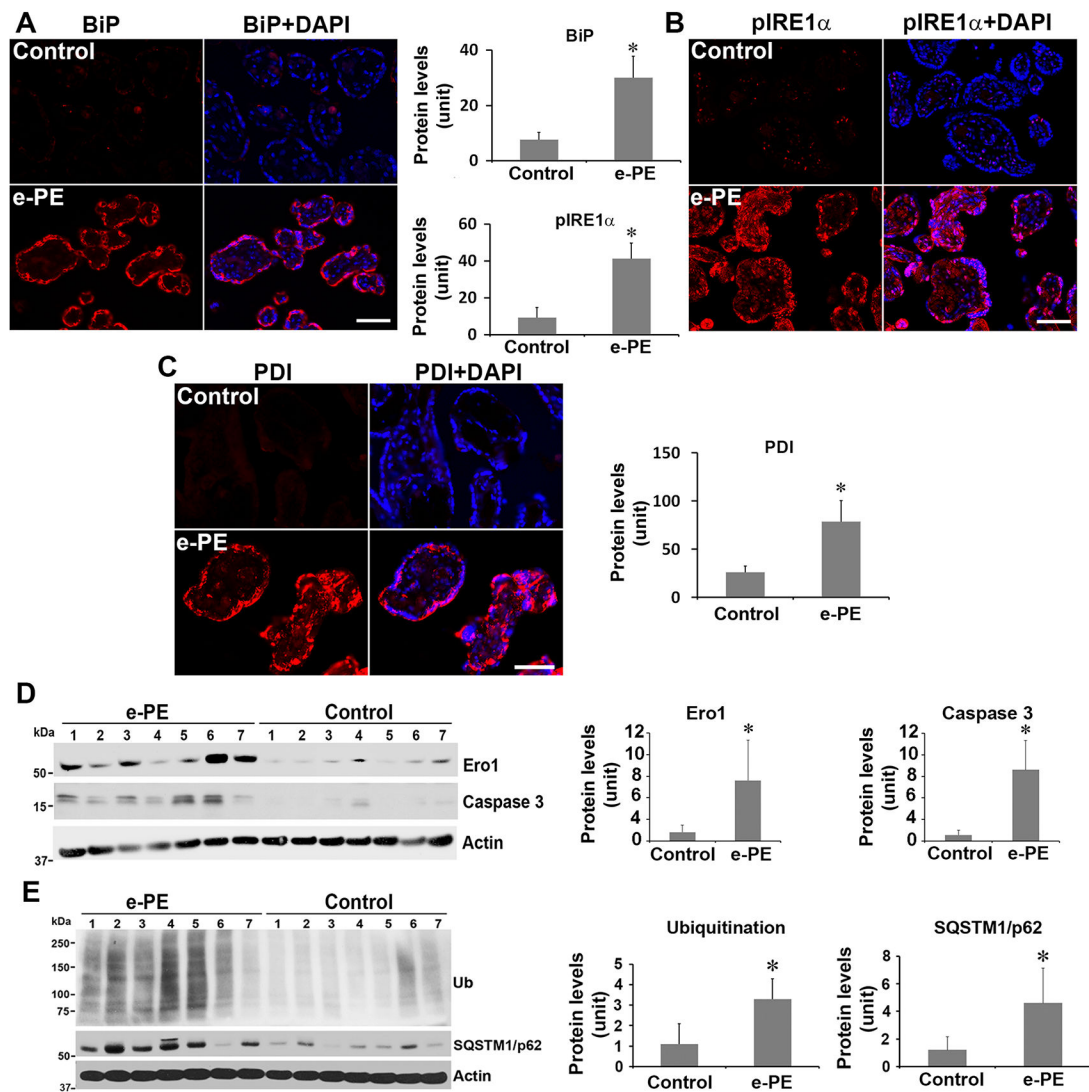 A
BiP
BiP+DAPI
Control
e-PE
BiP
Protein levels
(unit)
40
20
0
*
Control
e-PE
pIRE1α
Protein levels
(unit)
60
40
20
0
*
Control
e-PE
B
pIRE1α
pIRE1α+DAPI
Control
e-PE
C
PDI
PDI+DAPI
Control
e-PE
PDI
Protein levels
(unit)
150
100
50
0
*
Control
e-PE
D
e-PE
Control
kDa
1 2 3 4 5 6 7 1 2 3 4 5 6 7
50
Ero1
15
Caspase 3
37
Actin
Ero1
Protein levels
(unit)
12
8
6
4
2
0
*
Control
e-PE
Caspase 3
Protein levels
(unit)
12
8
6
4
2
0
*
Control
e-PE
E
e-PE
Control
kDa
1 2 3 4 5 6 7 1 2 3 4 5 6 7
250
150
100
75
Ub
50
SQSTM1/p62
37
Actin
Ubiquitination
Protein levels
(unit)
5
4
3
2
1
0
*
Control
e-PE
SQSTM1/p62
Protein levels
(unit)
8
6
4
2
0
*
Control
e-PE